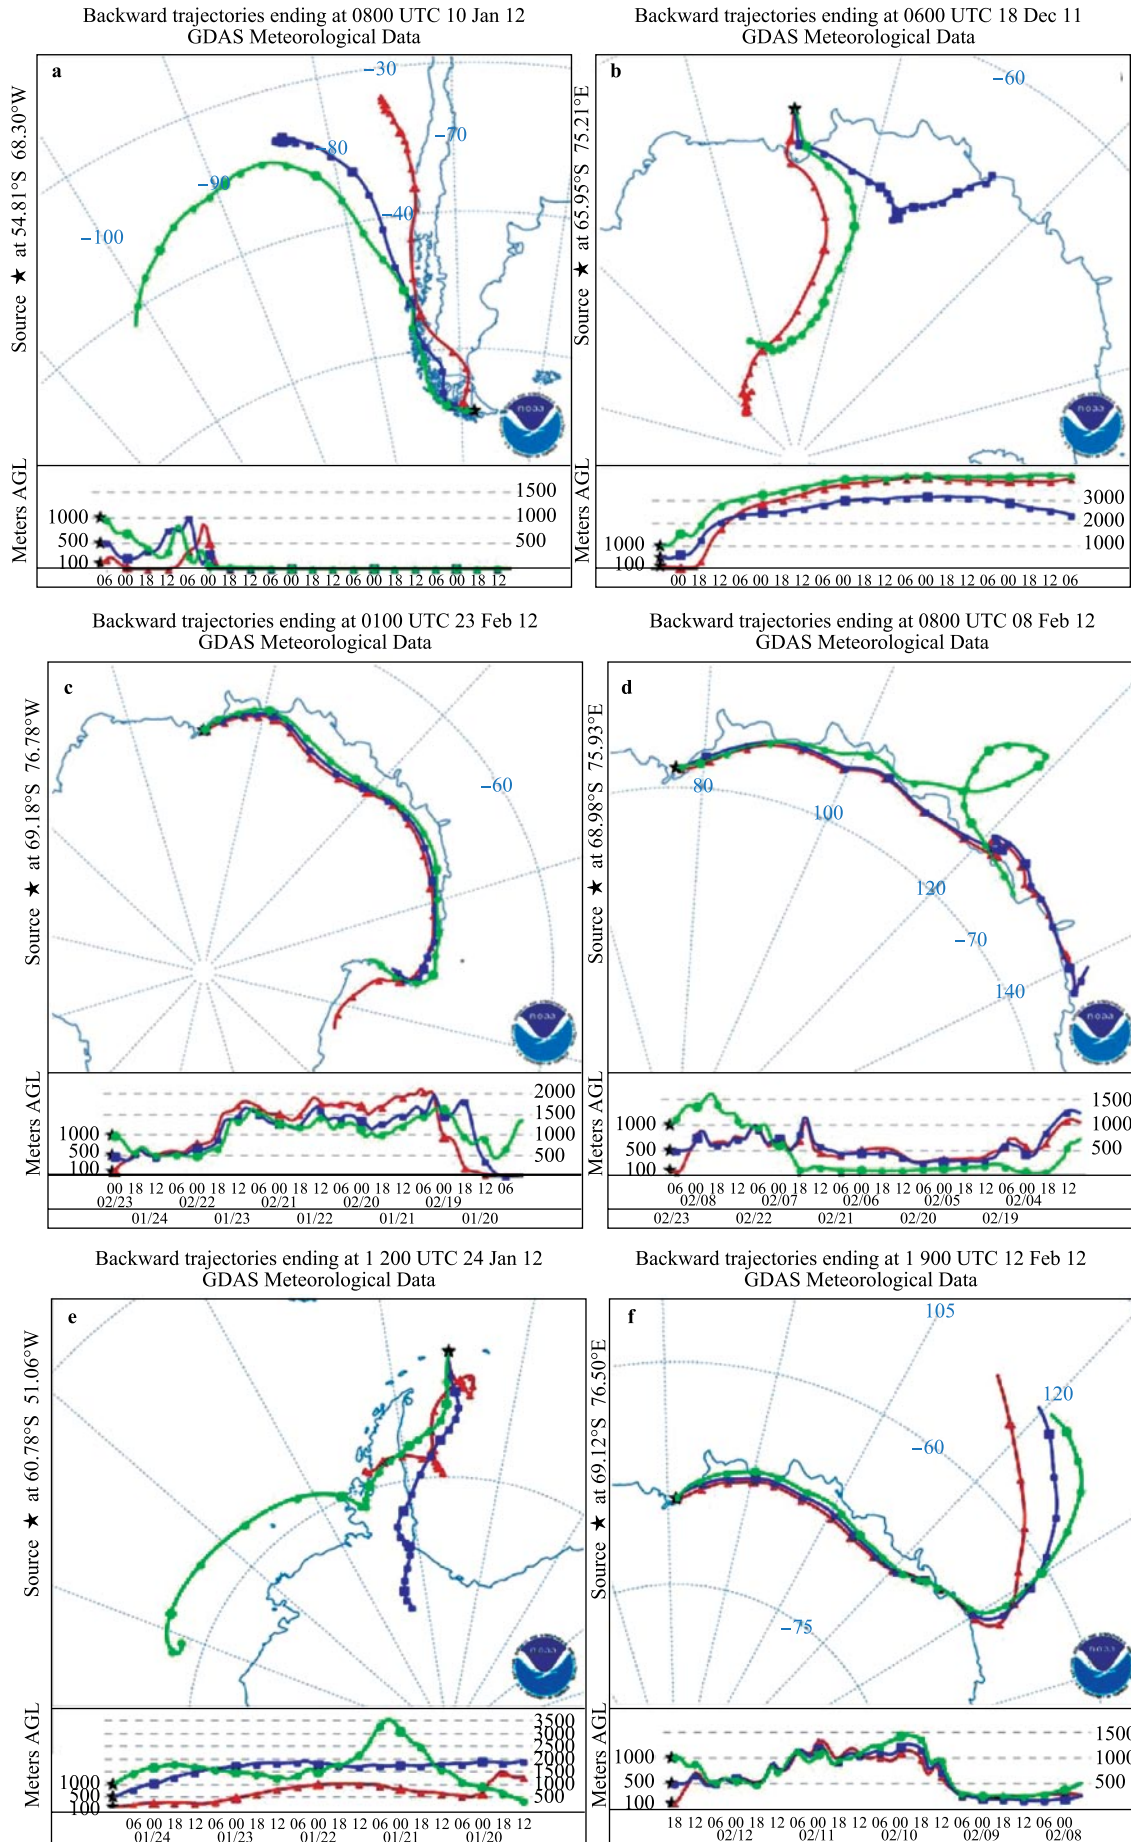 Backward trajectories ending at 0800 UTC 10 Jan 12
GDAS Meteorological Data
Source ★ at 54.81°S 68.30°W
a
−30
−70
−80
−90
−40
−100
noaa
Meters AGL
1500
1000 1000
500 500
100
06 00 18 12 06 00 18 12 06 00 18 12 06 00 18 12 06 00 18 12
Backward trajectories ending at 0600 UTC 18 Dec 11
GDAS Meteorological Data
Source ★ at 65.95°S 75.21°E
b
−60
noaa
Meters AGL
3000
2000
1000 1000
500
100
00 18 12 06 00 18 12 06 00 18 12 06 00 18 12 06 00 18 12 06
Backward trajectories ending at 0100 UTC 23 Feb 12
GDAS Meteorological Data
Source ★ at 69.18°S 76.78°W
c
−60
noaa
Meters AGL
2000
1500
1000 1000
500 500
100
00 18 12 06 00 18 12 06 00 18 12 06 00 18 12 06 00 18 12 06
02/23 02/22 02/21 02/20 02/19
01/24 01/23 01/22 01/21 01/20
Backward trajectories ending at 0800 UTC 08 Feb 12
GDAS Meteorological Data
Source ★ at 68.98°S 75.93°E
d
80
100
120
−70
140
noaa
Meters AGL
1500
1000 1000
500 500
100
06 00 18 12 06 00 18 12 06 00 18 12 06 00 18 12 06 00 18 12
02/08 02/07 02/06 02/05 02/04
02/23 02/22 02/21 02/20 02/19
Backward trajectories ending at 1 200 UTC 24 Jan 12
GDAS Meteorological Data
Source ★ at 60.78°S 51.06°W
e
noaa
Meters AGL
3500
3000
2500
2000
1500
1000 1000
500 500
100
06 00 18 12 06 00 18 12 06 00 18 12 06 00 18 12 06 00 18 12
01/24 01/23 01/22 01/21 01/20
Backward trajectories ending at 1 900 UTC 12 Feb 12
GDAS Meteorological Data
Source ★ at 69.12°S 76.50°E
f
105
120
−60
−75
noaa
Meters AGL
1500
1000 1000
500 500
100
18 12 06 00 18 12 06 00 18 12 06 00 18 12 06 00 18 12 06 00
02/12 02/11 02/10 02/09 02/08